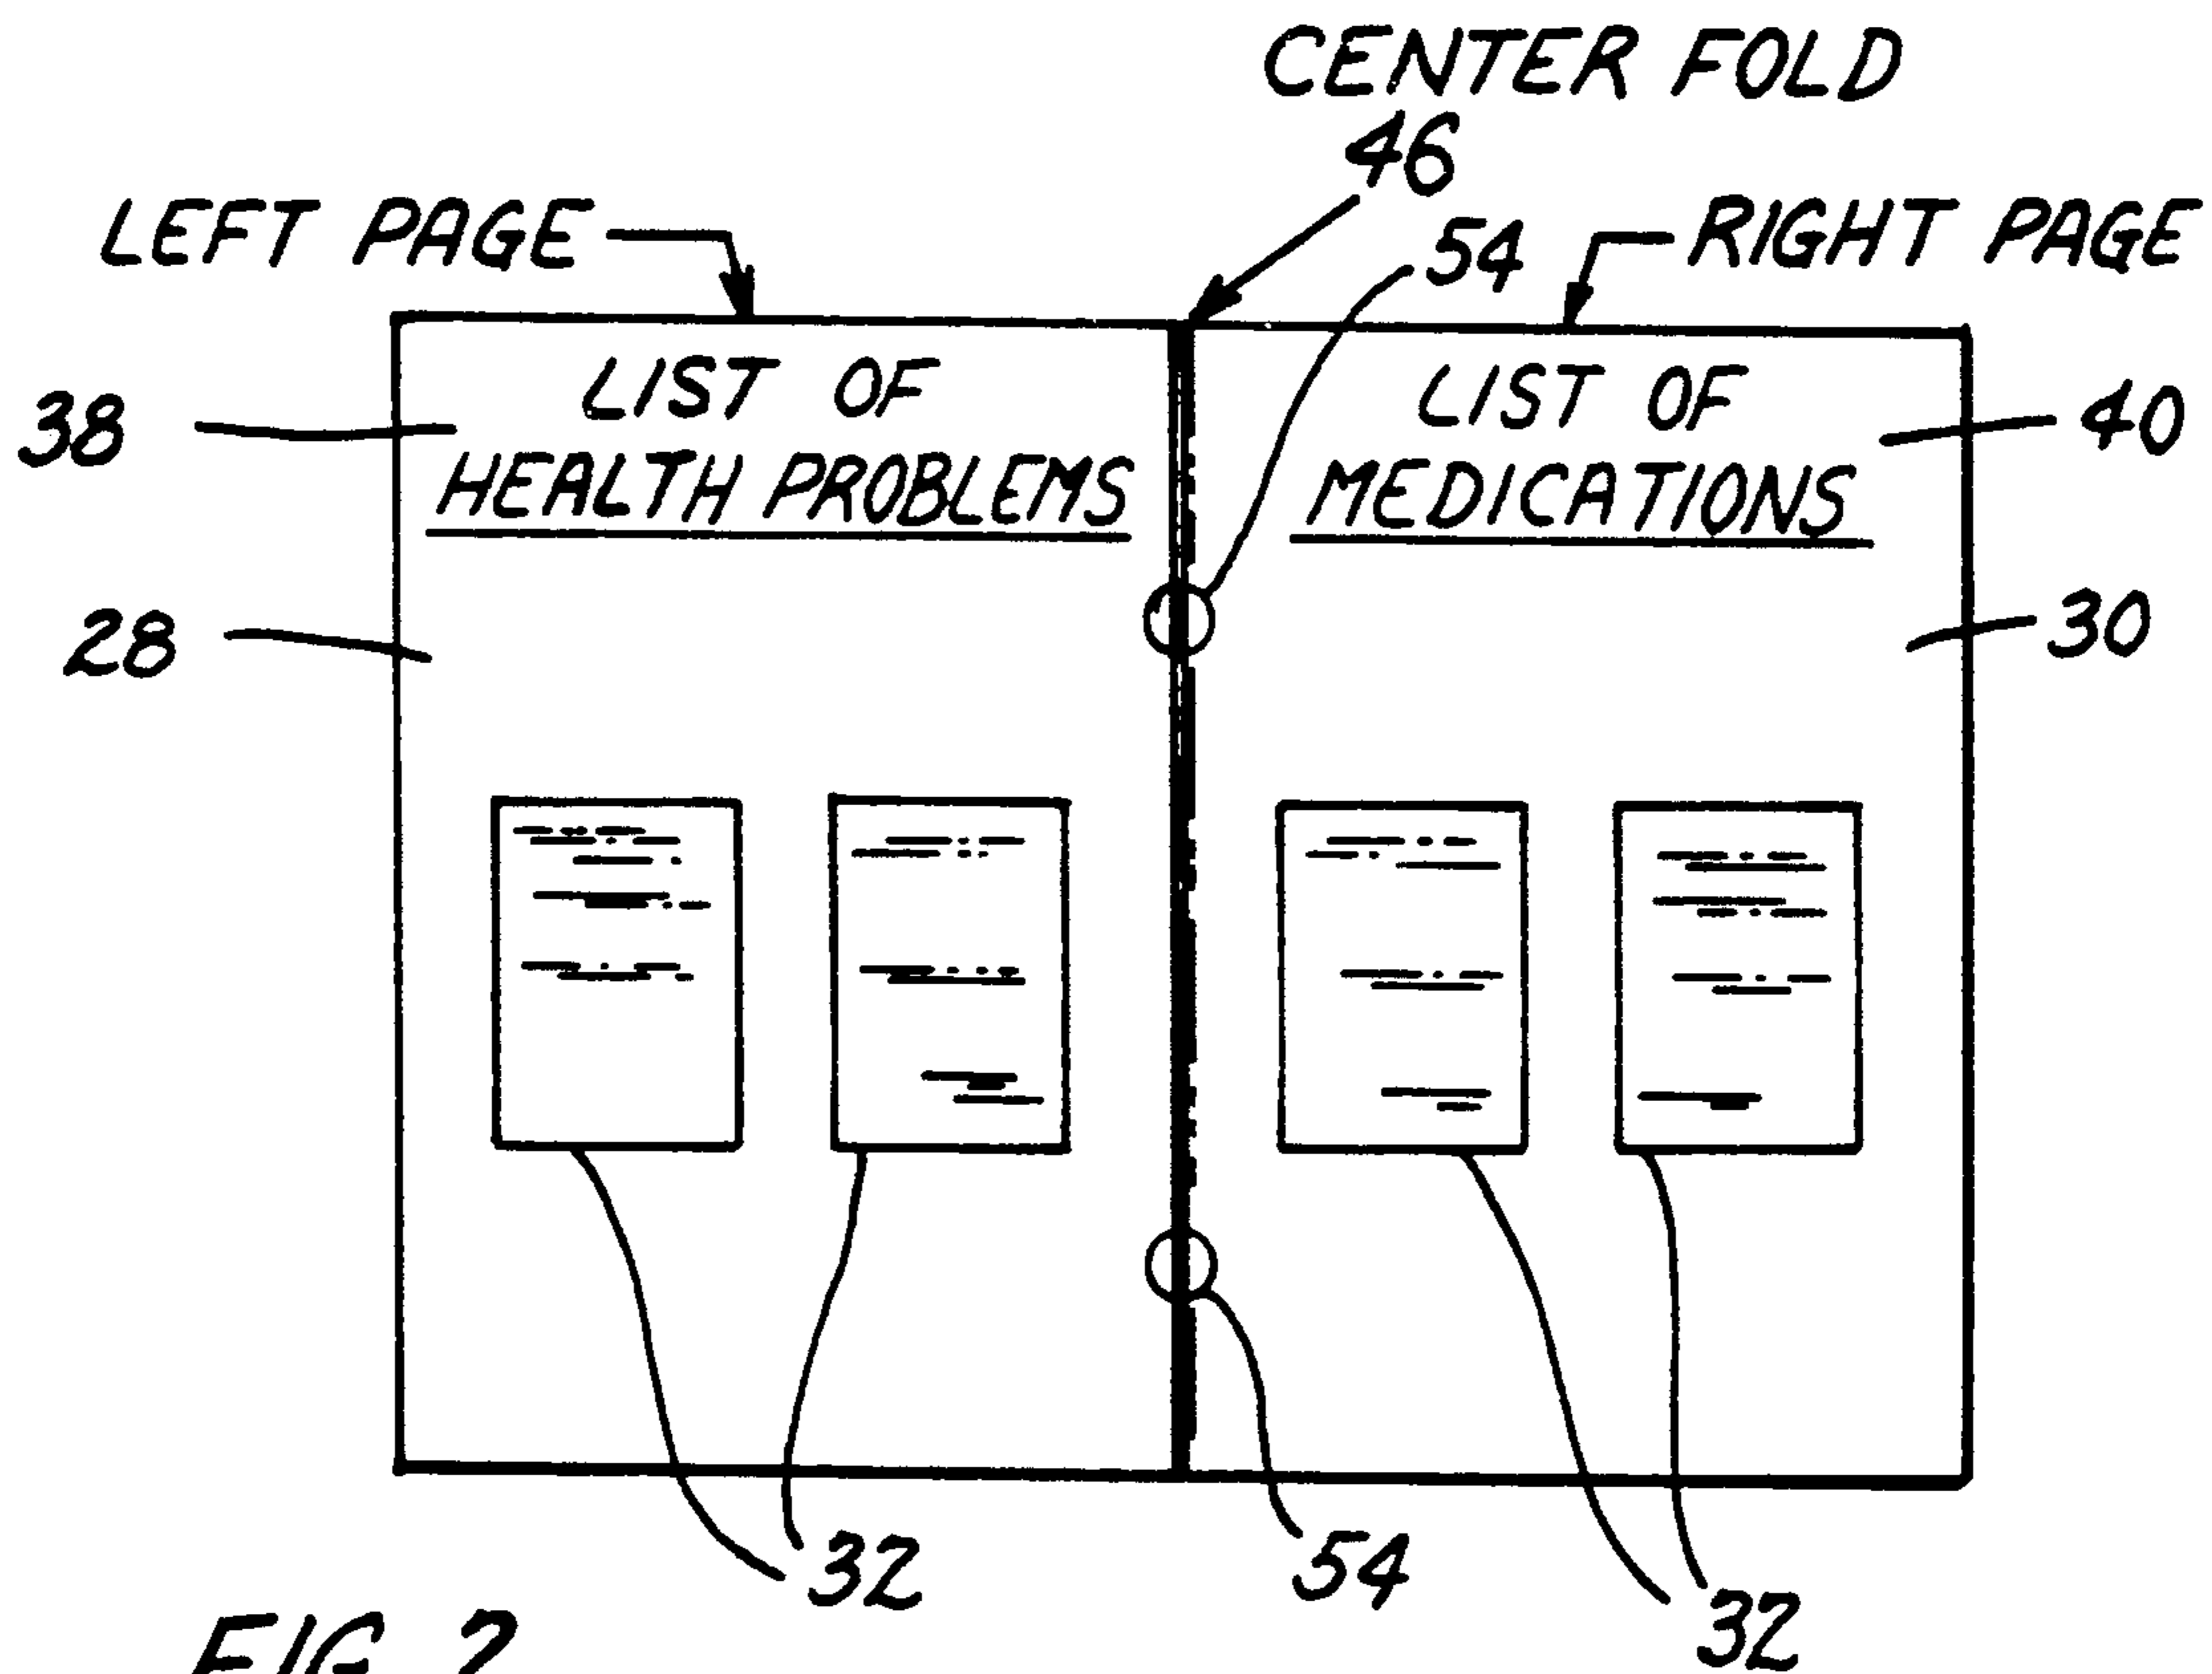 CENTER FOLD
46
LEFT PAGE
54
RIGHT PAGE
LIST OF
HEALTH PROBLEMS
LIST OF
MEDICATIONS
38
40
28
30
32
54
32
FIG. 2